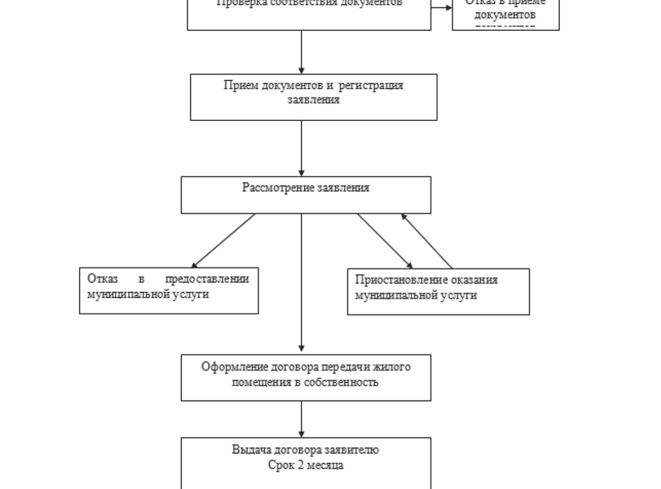 Проверка соответствия документов
Отказ в приеме
документов
Прием документов и регистрация
заявления
Рассмотрение заявления
Отказ в предоставлении
муниципальной услуги
Приостановление оказания
муниципальной услуги
Оформление договора передачи жилого
помещения в собственность
Выдача договора заявителю
Срок 2 месяца